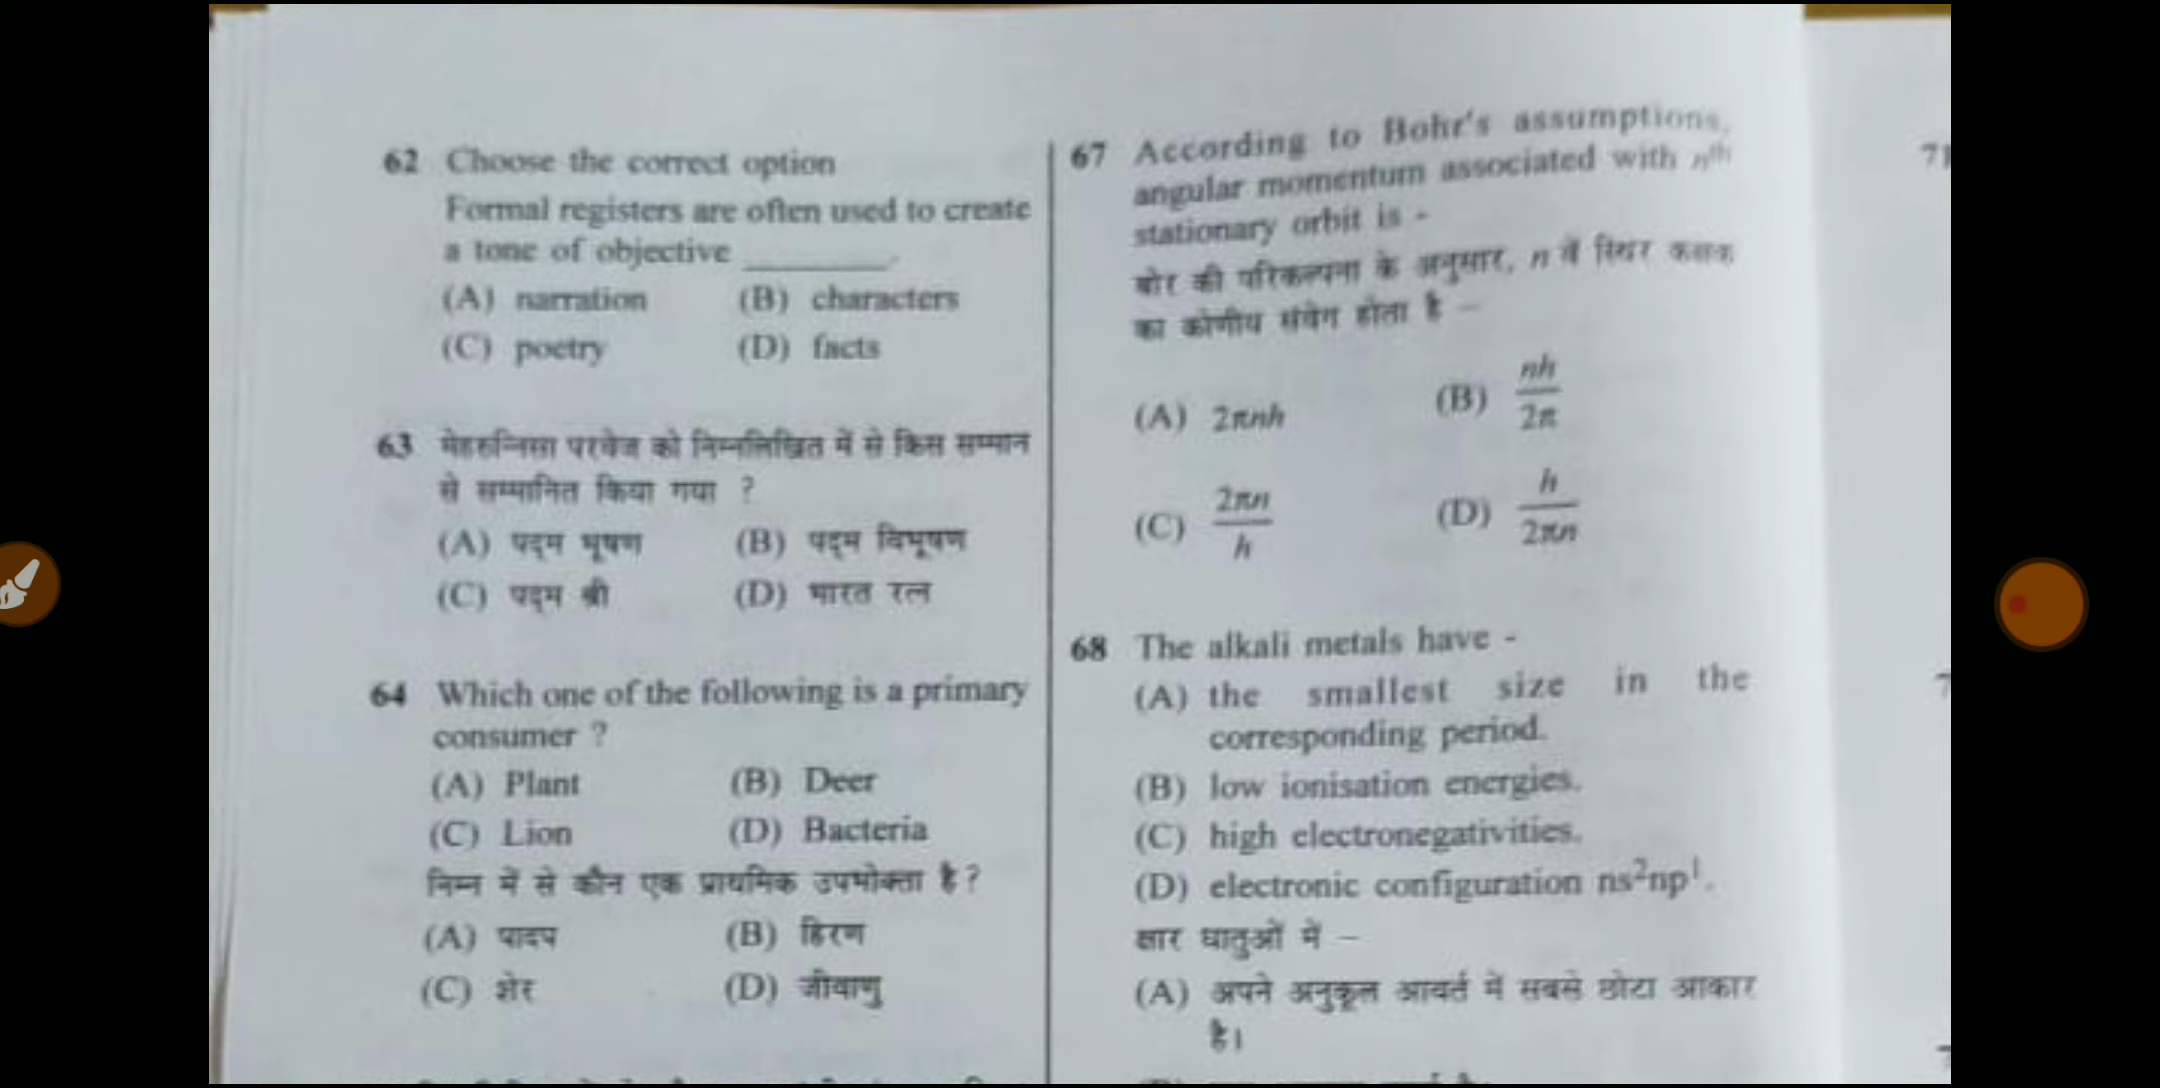 62 Choose the correct option
Formal registers are often used to create
a tone of objective ________.
(A) narration (B) characters
(C) poetry (D) facts
63 मेहरुन्निसा परवेज को निम्नलिखित में से किस सम्मान
से सम्मानित किया गया ?
(A) पद्म भूषण (B) पद्म विभूषण
(C) पद्म श्री (D) भारत रत्न
64 Which one of the following is a primary
consumer ?
(A) Plant (B) Deer
(C) Lion (D) Bacteria
निम्न में से कौन एक प्राथमिक उपभोक्ता है ?
(A) पादप (B) हिरण
(C) शेर (D) जीवाणु
67 According to Bohr's assumptions,
angular momentum associated with nth
stationary orbit is -
बोर की परिकल्पना के अनुसार, n वें स्थिर कक्षक
का कोणीय संवेग होता है –
(A) 2πnh (B) nh/2π
(C) 2πn/h (D) h/2πn
68 The alkali metals have -
(A) the smallest size in the
corresponding period.
(B) low ionisation energies.
(C) high electronegativities.
(D) electronic configuration ns²np¹.
क्षार धातुओं में –
(A) अपने अनुकूल आवर्त में सबसे छोटा आकार
है।
71